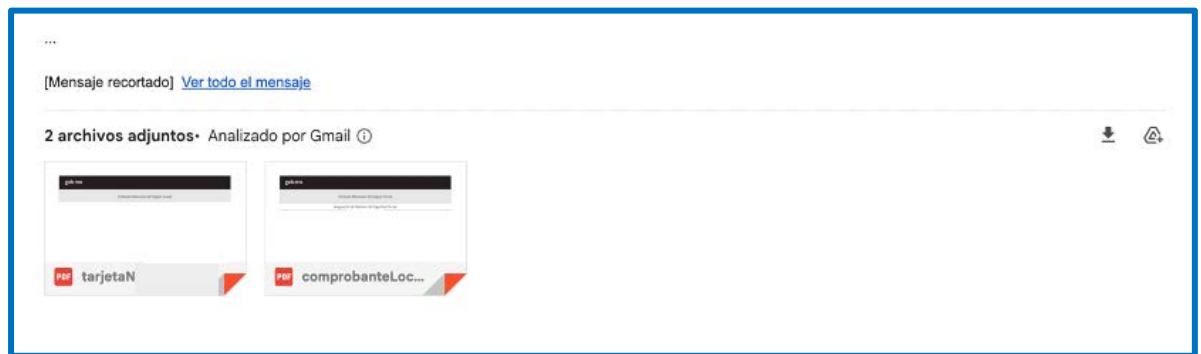 ...
[Mensaje recortado] Ver todo el mensaje
2 archivos adjuntos• Analizado por Gmail
gob mx
gob mx
PDF tarjetaN
PDF comprobanteLoc...